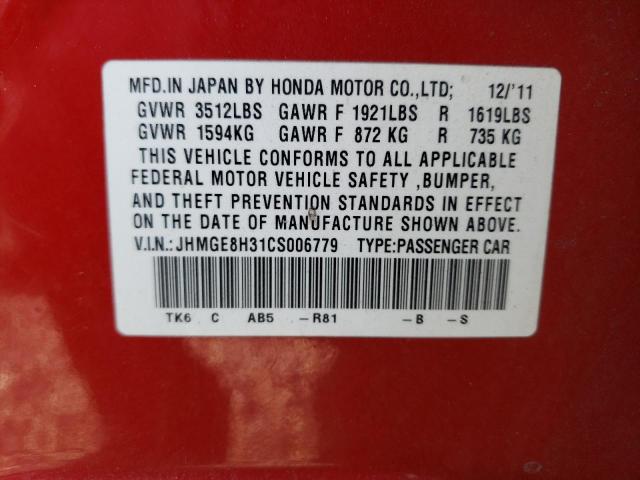 MFD.IN JAPAN BY HONDA MOTOR CO.,LTD; 12/'11
GVWR 3512LBS GAWR F 1921LBS R 1619LBS
GVWR 1594KG GAWR F 872 KG R 735 KG
THIS VEHICLE CONFORMS TO ALL APPLICABLE
FEDERAL MOTOR VEHICLE SAFETY ,BUMPER,
AND THEFT PREVENTION STANDARDS IN EFFECT
ON THE DATE OF MANUFACTURE SHOWN ABOVE.
V.I.N.:JHMGE8H31CS006779 TYPE:PASSENGER CAR
TK6 C AB5 -R81 -B -S